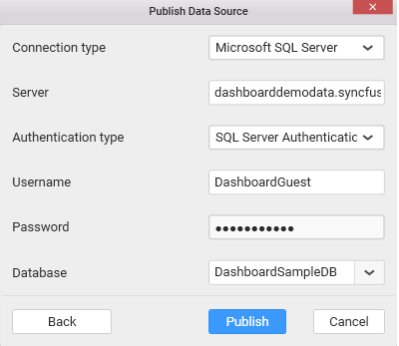 Publish Data Source
Connection type Microsoft SQL Server
Server dashboarddemodata.syncfus
Authentication type SQL Server Authenticatic
Username DashboardGuest
Password ●●●●●●●●●●●
Database DashboardSampleDB
Back Publish Cancel